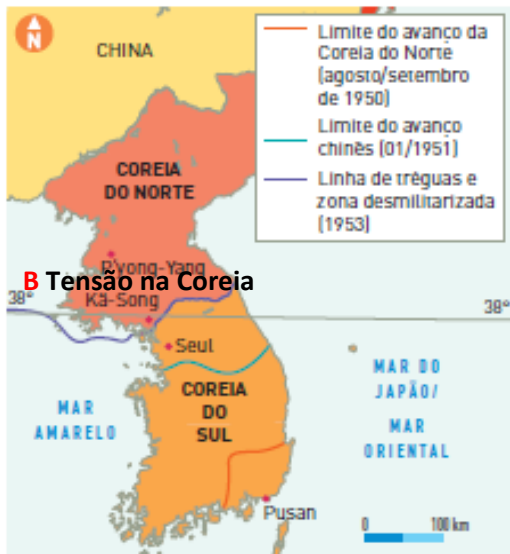 N
CHINA
Limite do avanço da
Coreia do Norte
(agosto/setembro
de 1950)
Limite do avanço
chinês (01/1951)
Linha de tréguas e
zona desmilitarizada
(1953)
COREIA
DO NORTE
P'yong-Yang
B Tensão na Coreia
Kã-Song
38°
38°
Seul
COREIA
DO
SUL
MAR
AMARELO
MAR DO
JAPÃO/
MAR
ORIENTAL
Pusan
0 100 km